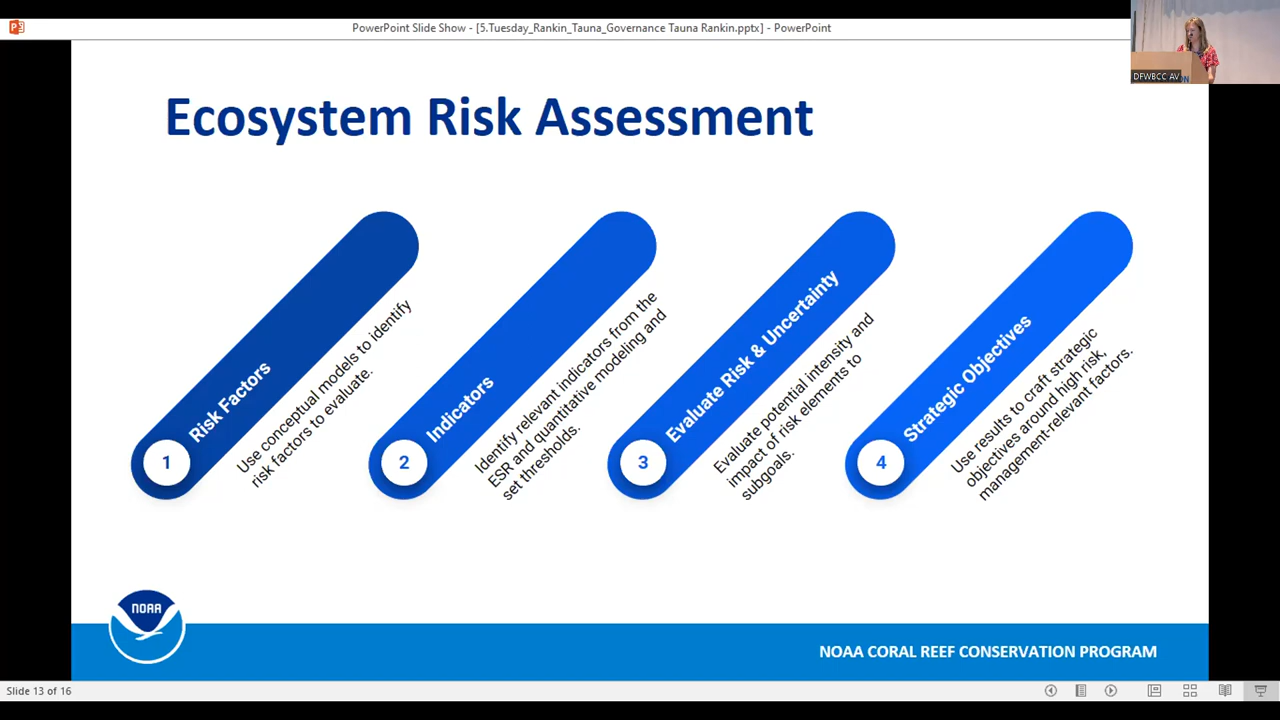 PowerPoint Slide Show - [5.Tuesday_Rankin_Tauna_Governance Tauna Rankin.pptx] - PowerPoint
DFWBCC AV
Ecosystem Risk Assessment
1
Risk Factors
Use conceptual models to identify
risk factors to evaluate.
2
Indicators
Identify relevant indicators from the
ESR and quantitative modeling and
set thresholds.
3
Evaluate Risk & Uncertainty
Evaluate potential intensity and
impact of risk elements to
subgoals.
4
Strategic Objectives
Use results to craft strategic
objectives around high risk,
management-relevant factors.
NOAA
NOAA CORAL REEF CONSERVATION PROGRAM
Slide 13 of 16